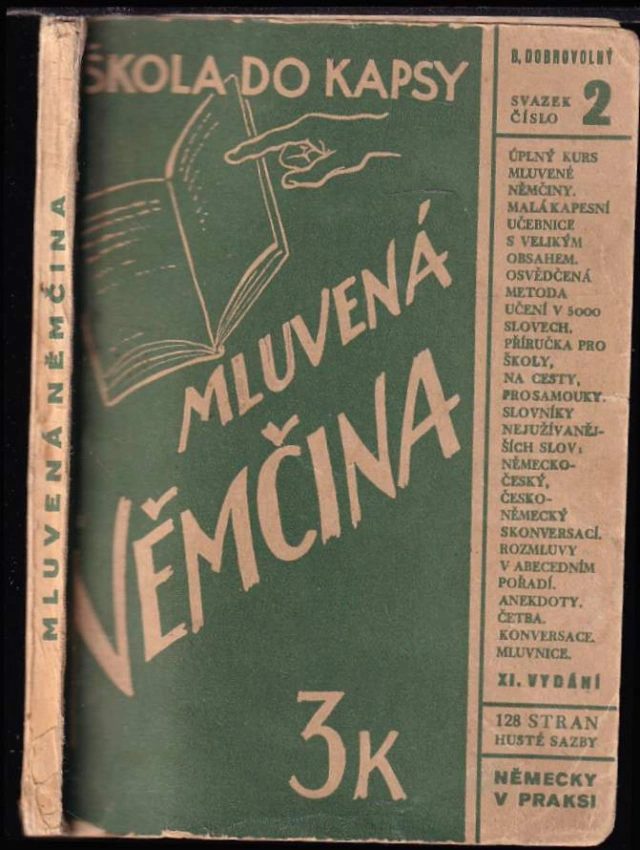 MLUVENÁ NĚMČINA
ŠKOLA DO KAPSY
MLUVENÁ
NĚMČINA
3K
B. DOBROVOLNÝ
SVAZEK
ČÍSLO 2
ÚPLNÝ KURS
MLUVENÉ
NĚMČINY.
MALÁ KAPESNÍ
UČEBNICE
S VELIKÝM
OBSAHEM.
OSVĚDČENÁ
METODA
UČENÍ V 5000
SLOVECH.
PŘÍRUČKA PRO
ŠKOLY,
NA CESTY,
PRO SAMOUKY.
SLOVNÍKY
NEJUŽÍVANĚJ-
ŠÍCH SLOV:
NĚMECKO-
ČESKÝ,
ČESKO-
NĚMECKÝ
SKONVERSACÍ.
ROZMLUVY
V ABECEDNÍM
POŘADÍ.
ANEKDOTY.
ČETBA.
KONVERSACE.
MLUVNICE.
XI. VYDÁNÍ
128 STRAN
HUSTÉ SAZBY
NĚMECKY
V PRAKSI